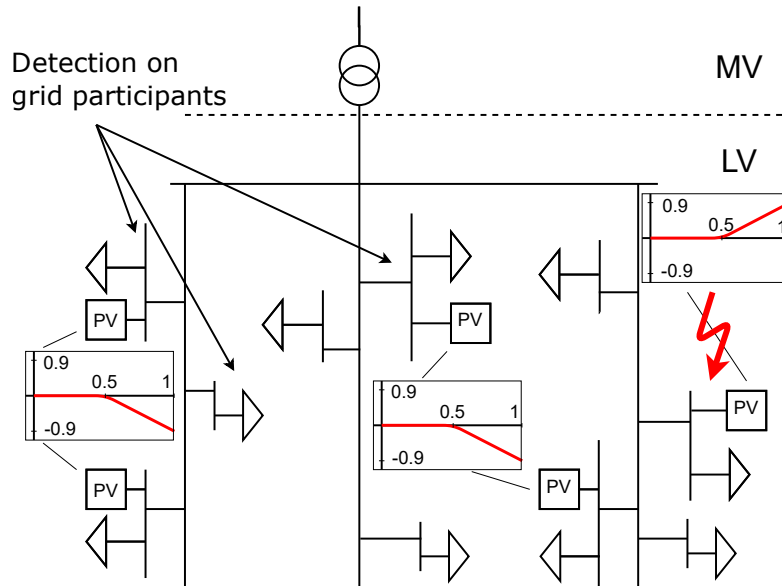 Detection on
grid participants
MV
LV
0.9
0.5
1
-0.9
PV
PV
PV
0.9
0.5
1
-0.9
0.9
0.5
1
-0.9
PV
PV